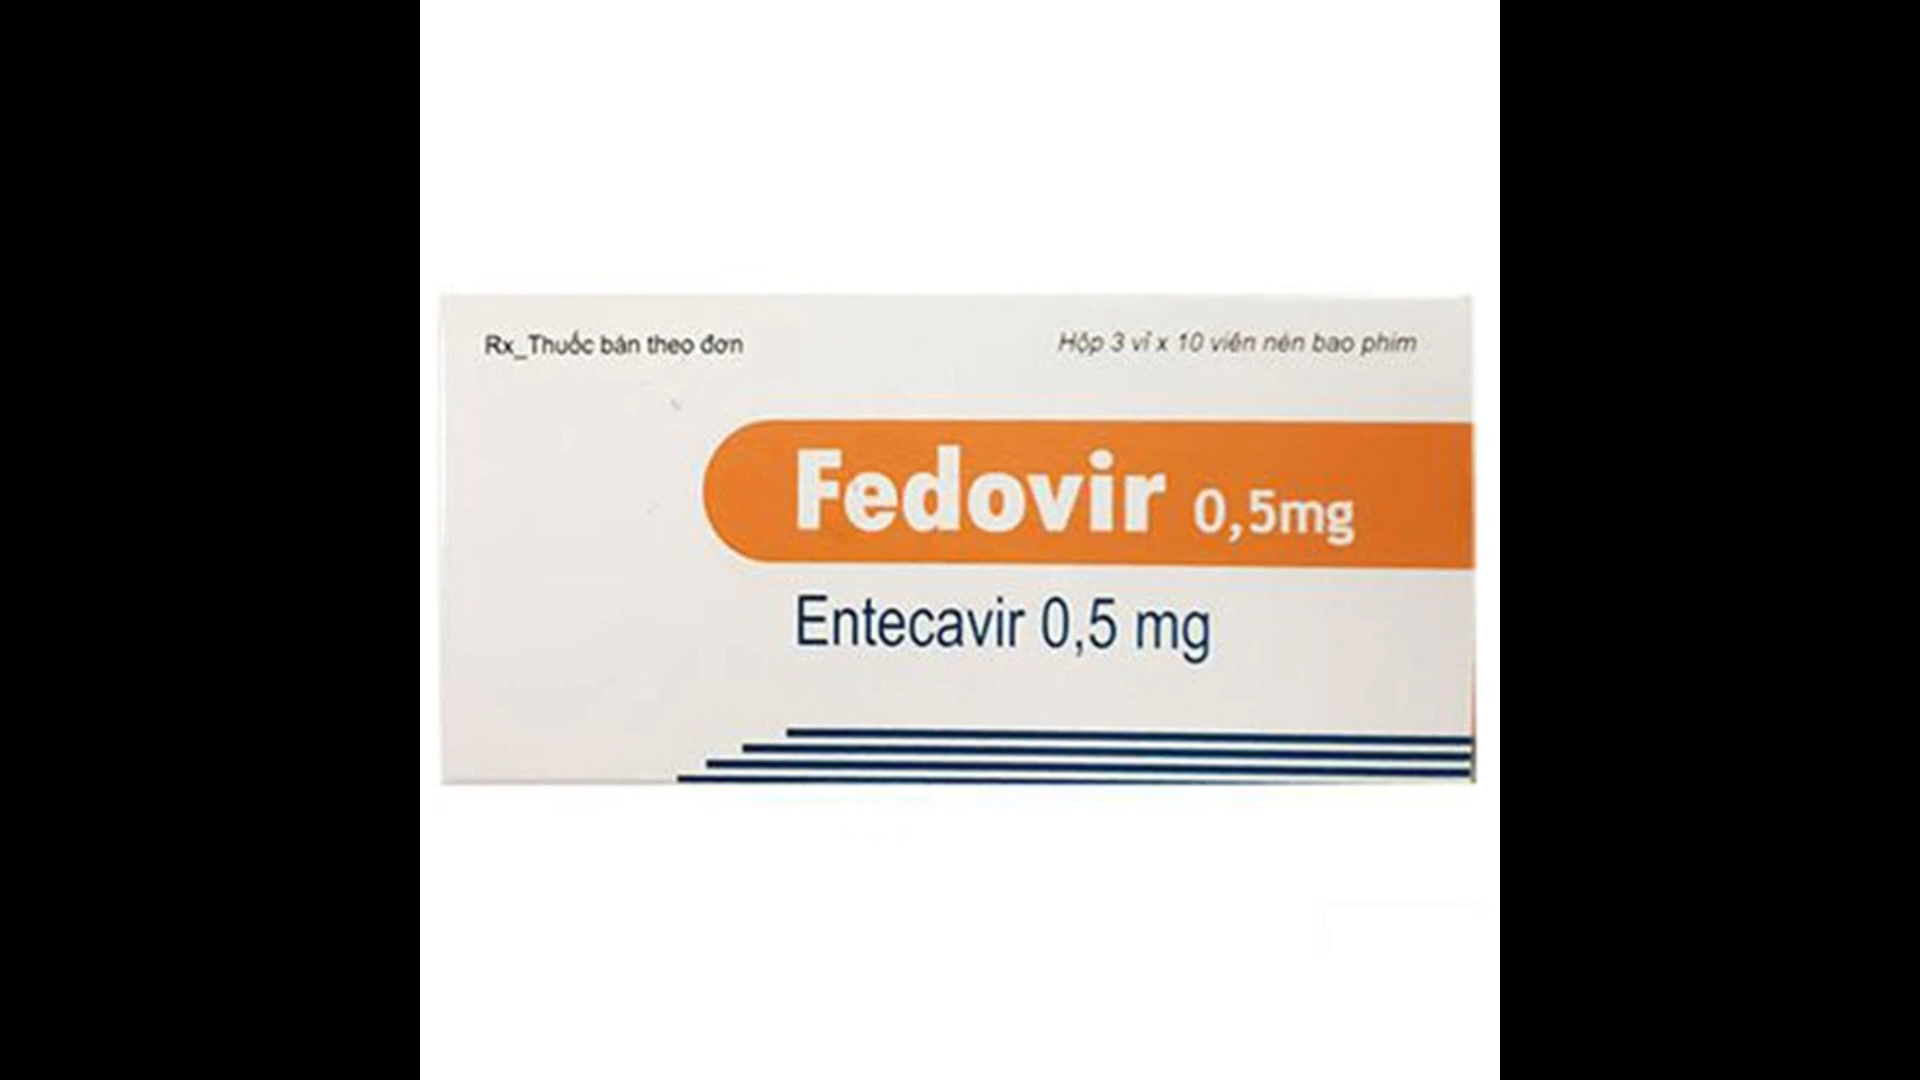 Rx_Thuốc bán theo đơn
Hộp 3 vỉ x 10 viên nén bao phim
Fedovir 0,5mg
Entecavir 0,5 mg